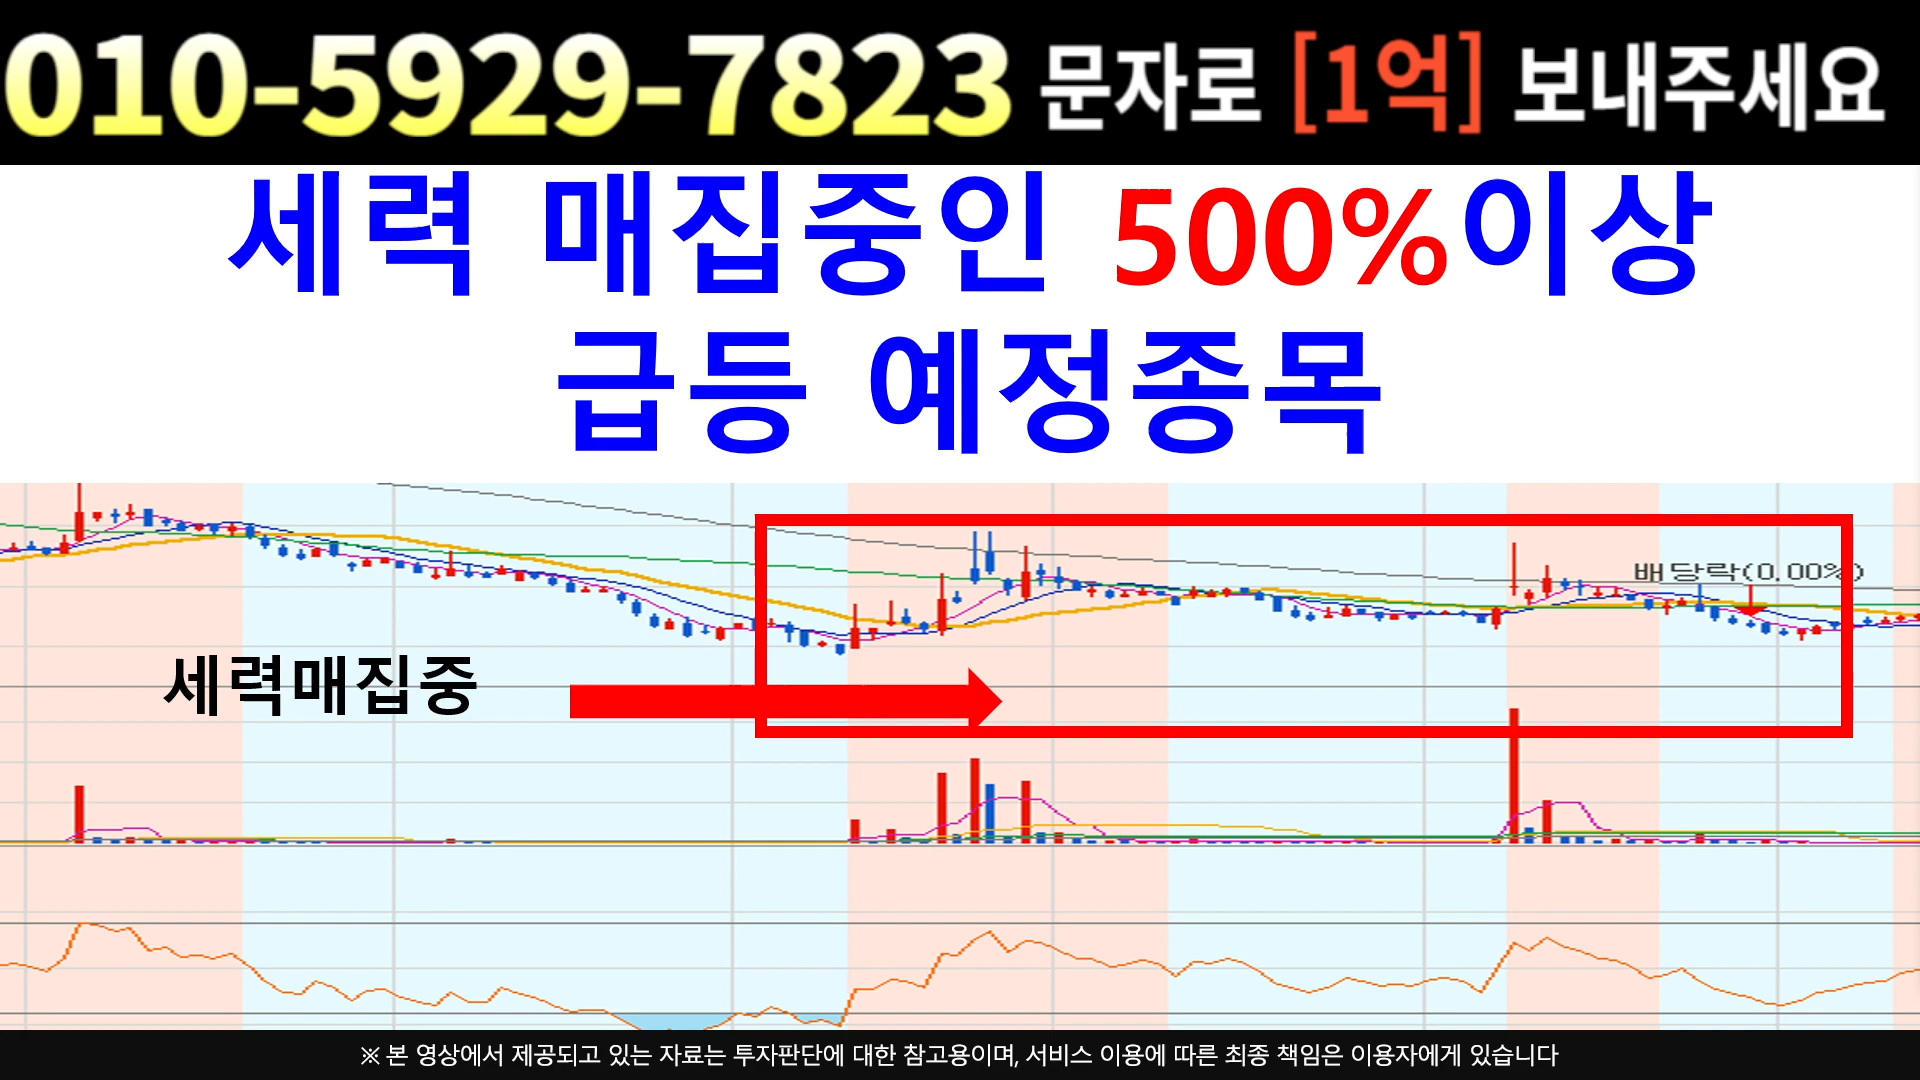 010-5929-7823 문자로 [1억] 보내주세요
세력 매집중인 500%이상
급등 예정종목
배당락(0.00%)
세력매집중
※ 본 영상에서 제공되고 있는 자료는 투자판단에 대한 참고용이며, 서비스 이용에 따른 최종 책임은 이용자에게 있습니다